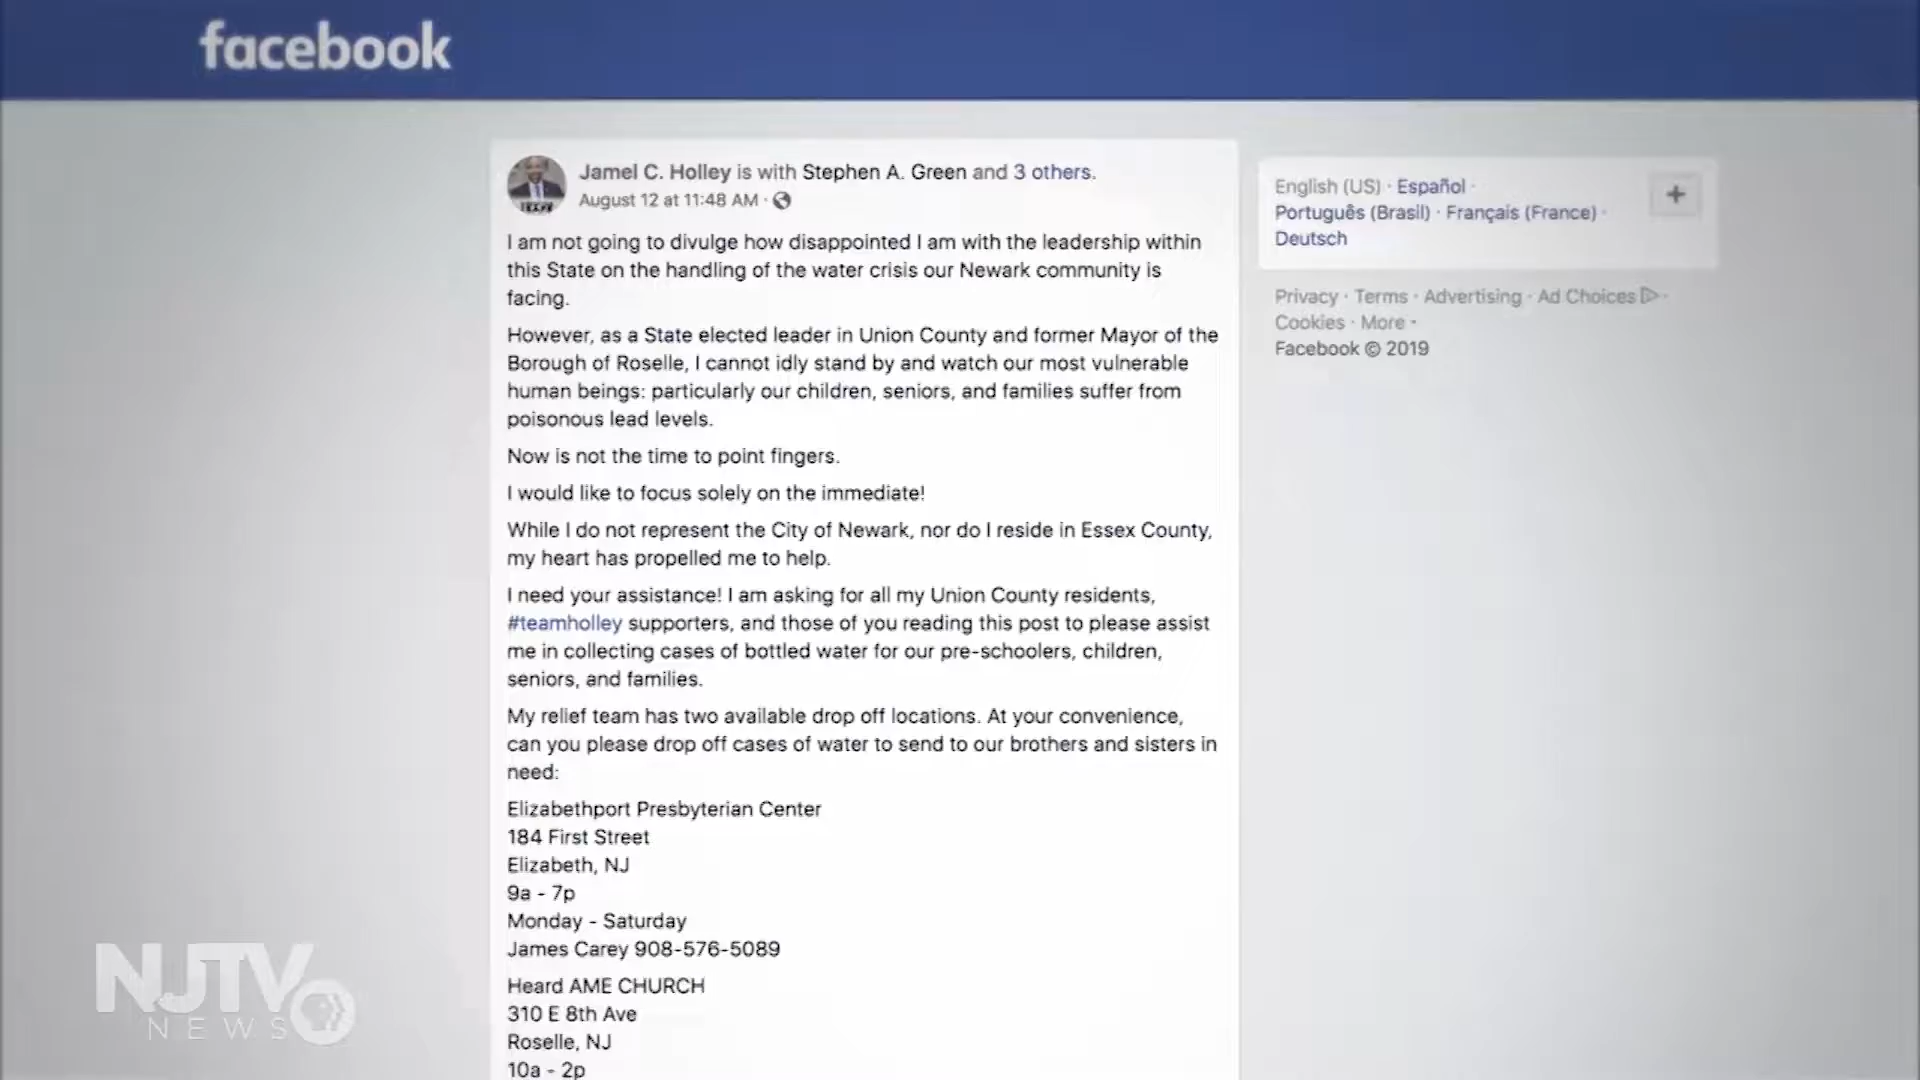 facebook
Jamel C. Holley is with Stephen A. Green and 3 others.
August 12 at 11:48 AM ·
I am not going to divulge how disappointed I am with the leadership within
this State on the handling of the water crisis our Newark community is
facing.
However, as a State elected leader in Union County and former Mayor of the
Borough of Roselle, I cannot idly stand by and watch our most vulnerable
human beings: particularly our children, seniors, and families suffer from
poisonous lead levels.
Now is not the time to point fingers.
I would like to focus solely on the immediate!
While I do not represent the City of Newark, nor do I reside in Essex County,
my heart has propelled me to help.
I need your assistance! I am asking for all my Union County residents,
#teamholley supporters, and those of you reading this post to please assist
me in collecting cases of bottled water for our pre-schoolers, children,
seniors, and families.
My relief team has two available drop off locations. At your convenience,
can you please drop off cases of water to send to our brothers and sisters in
need:
Elizabethport Presbyterian Center
184 First Street
Elizabeth, NJ
9a - 7p
Monday - Saturday
James Carey 908-576-5089
Heard AME CHURCH
310 E 8th Ave
Roselle, NJ
10a - 2p
English (US) · Español ·
Português (Brasil) · Français (France) ·
Deutsch
+
Privacy · Terms · Advertising · Ad Choices ·
Cookies · More
Facebook © 2019
NJTV
NEWS